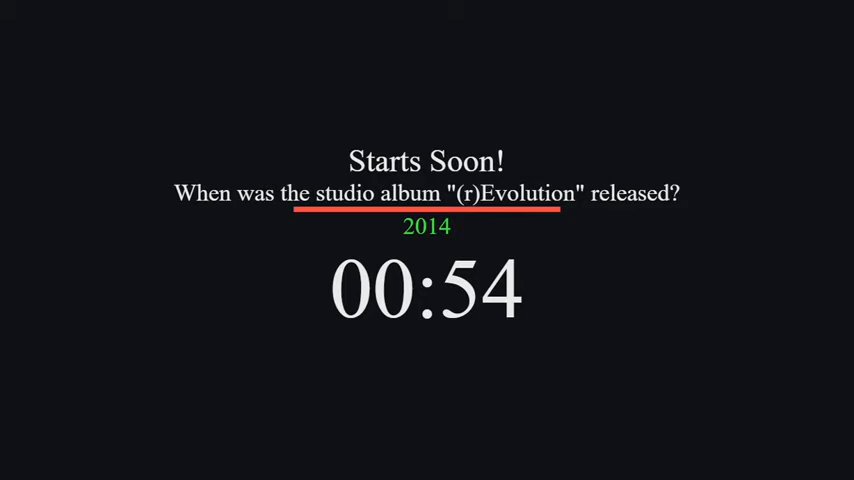 Starts Soon!
When was the studio album "(r)Evolution" released?
2014
00:54